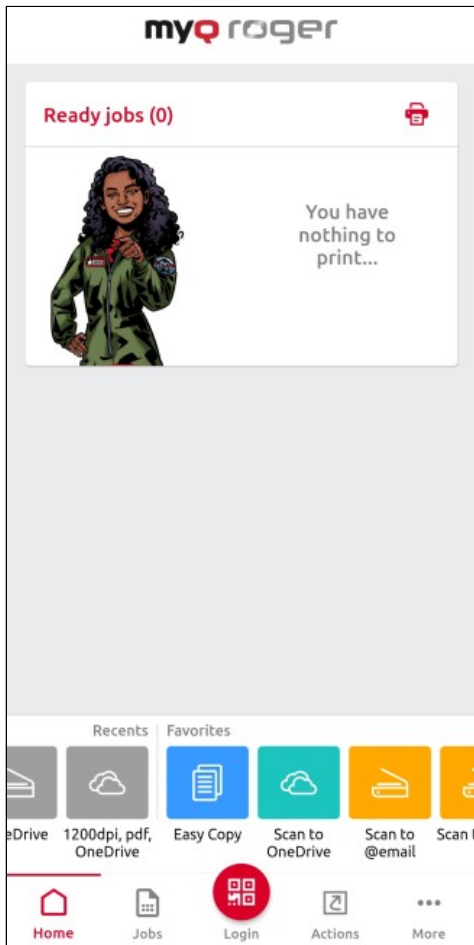 myQ roger
Ready jobs (0)
You have
nothing to
print...
Recents
Favorites
eDrive
1200dpi, pdf,
OneDrive
Easy Copy
Scan to
OneDrive
Scan to
@email
Scan t
Home
Jobs
Login
Actions
More